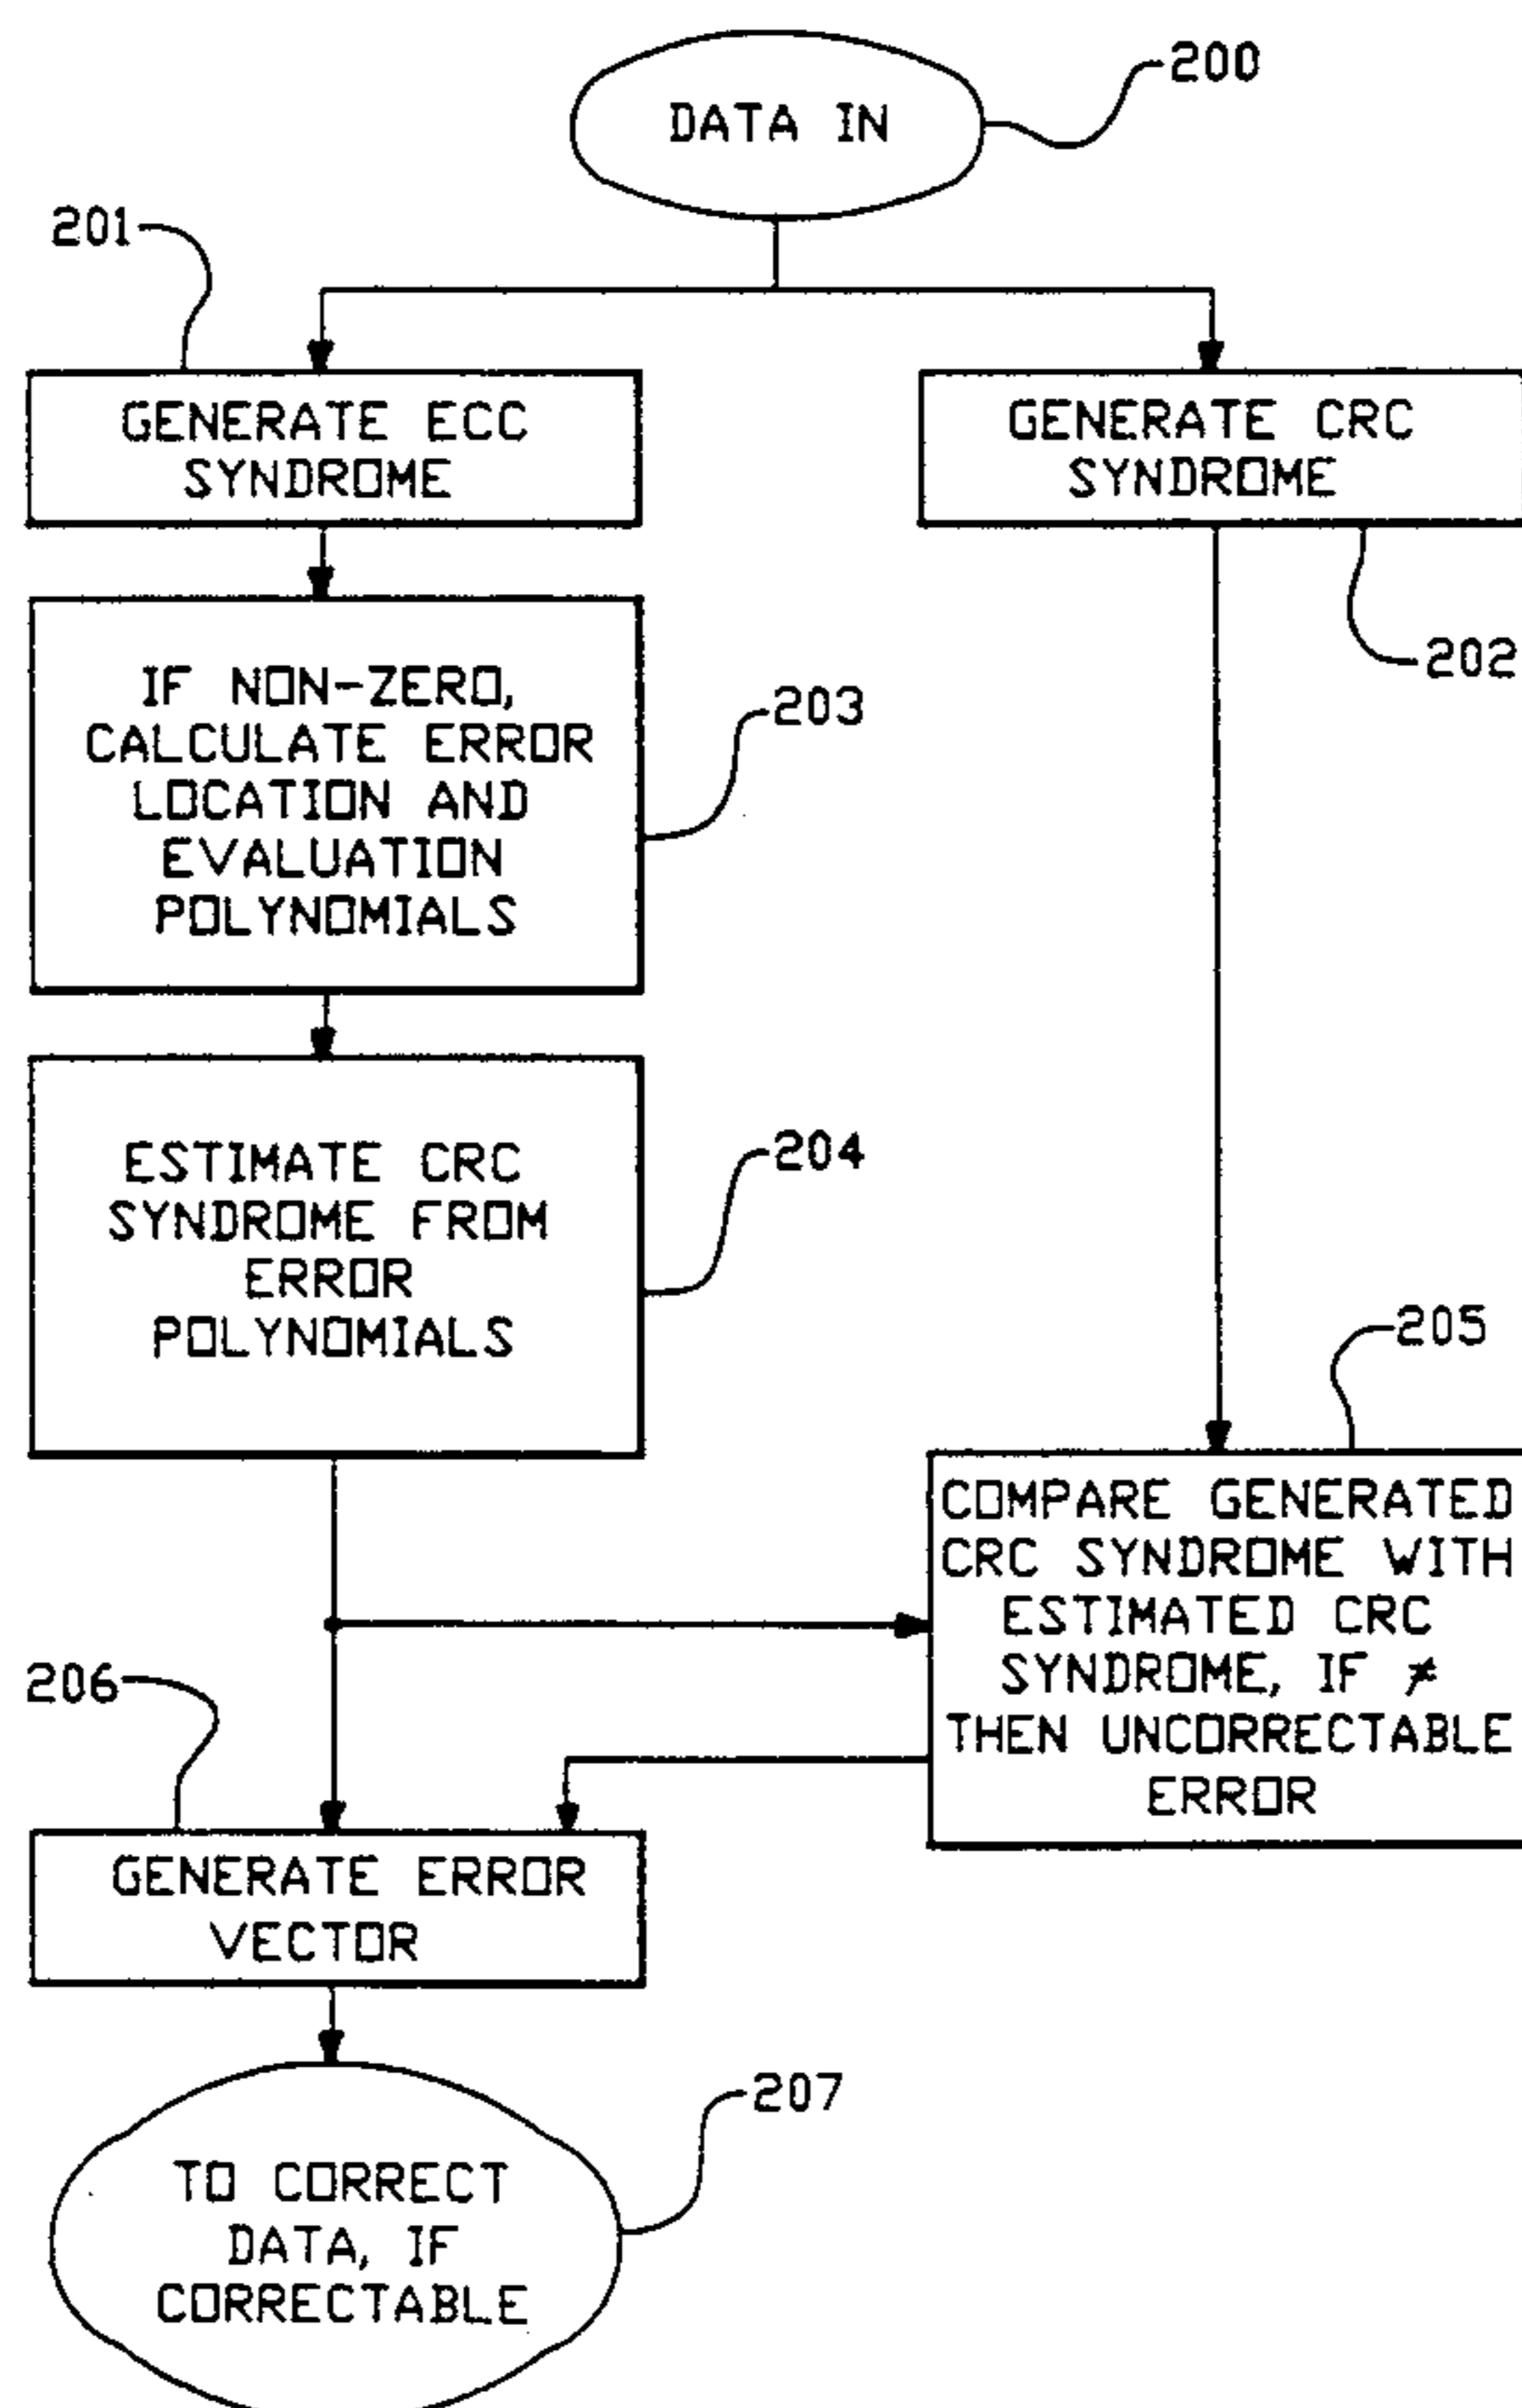 200
DATA IN
201
GENERATE ECC
SYNDROME
GENERATE CRC
SYNDROME
202
IF NON-ZERO,
CALCULATE ERROR
LOCATION AND
EVALUATION
POLYNOMIALS
203
ESTIMATE CRC
SYNDROME FROM
ERROR
POLYNOMIALS
204
205
COMPARE GENERATED
CRC SYNDROME WITH
ESTIMATED CRC
SYNDROME, IF ≠
THEN UNCORRECTABLE
ERROR
206
GENERATE ERROR
VECTOR
207
TO CORRECT
DATA, IF
CORRECTABLE